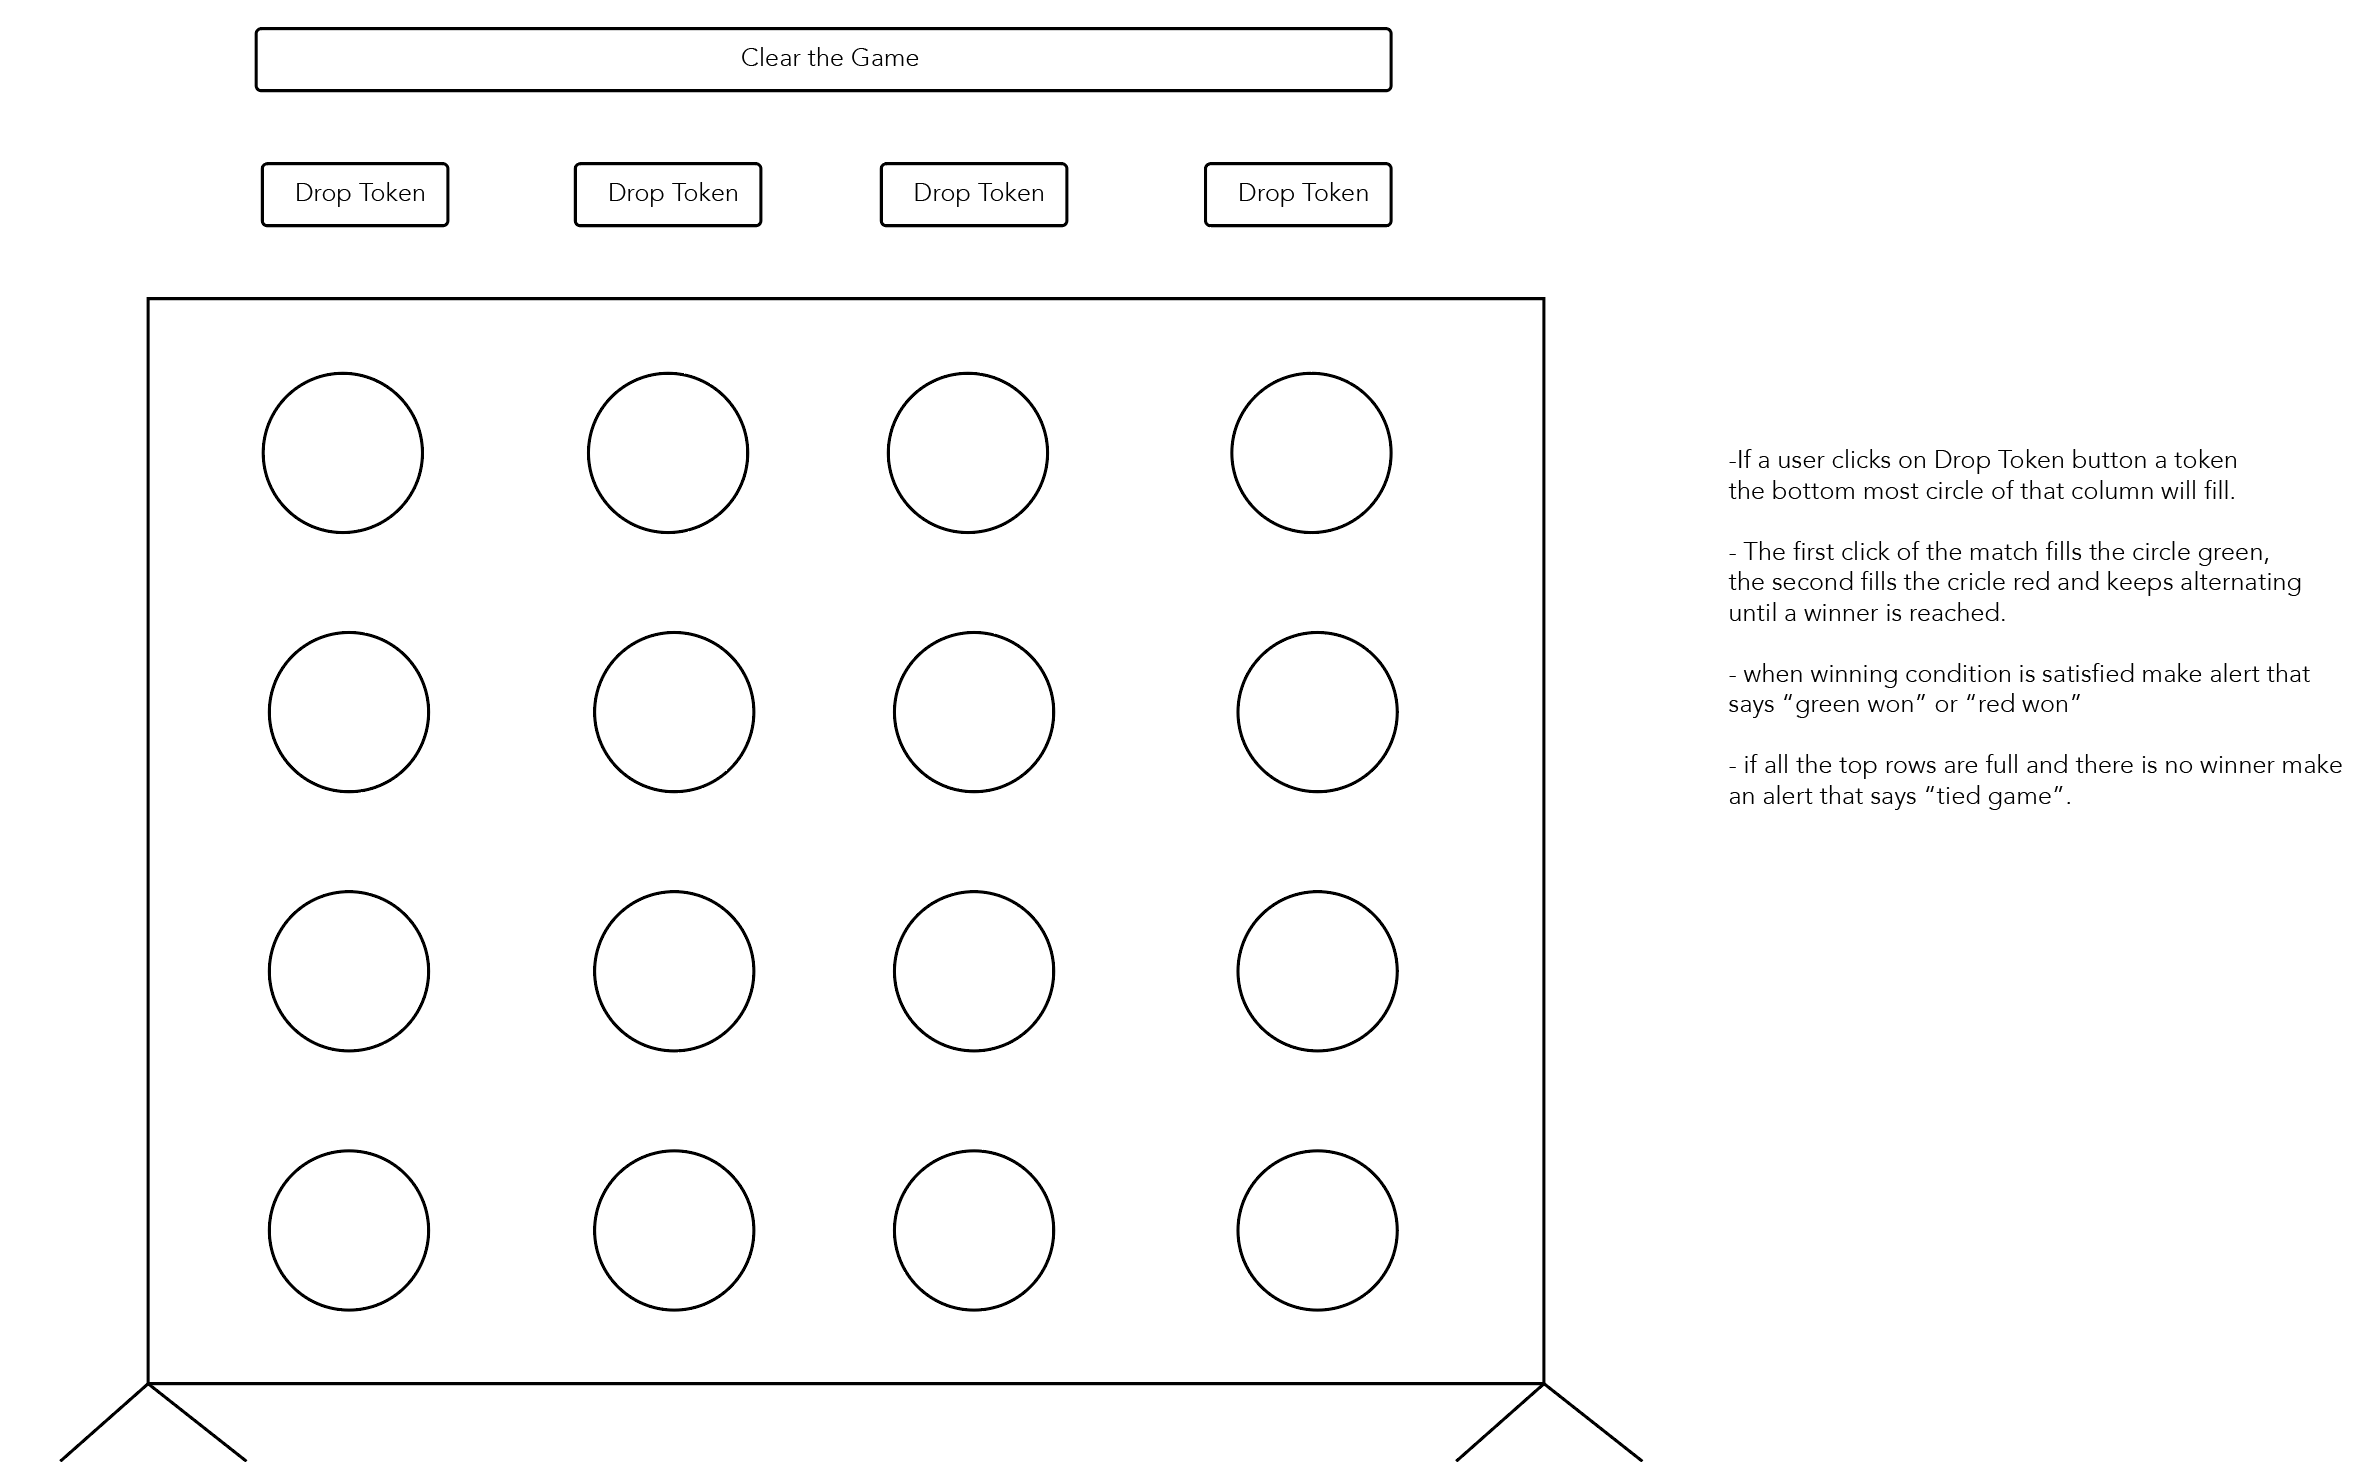 Clear the Game
Drop Token
Drop Token
Drop Token
Drop Token
-If a user clicks on Drop Token button a token
the bottom most circle of that column will fill.
- The first click of the match fills the circle green,
the second fills the cricle red and keeps alternating
until a winner is reached.
- when winning condition is satisfied make alert that
says “green won” or “red won”
- if all the top rows are full and there is no winner make
an alert that says “tied game”.